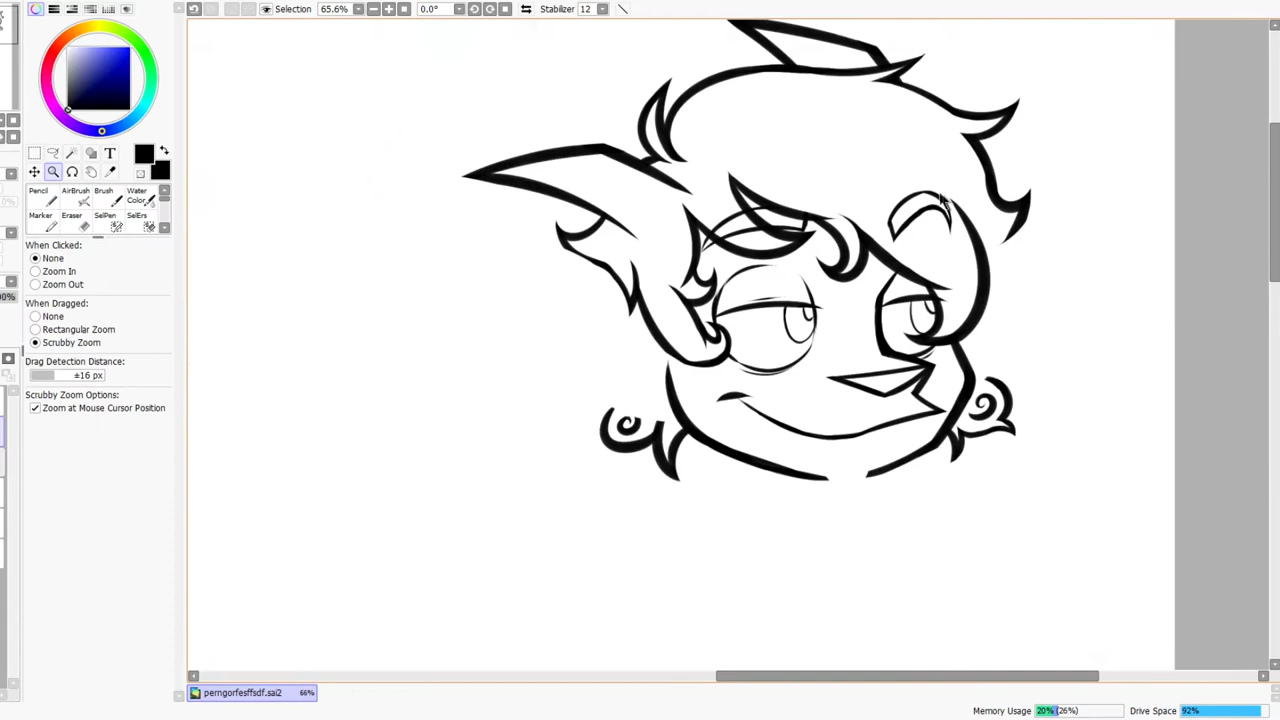 Selection 65.6% 0.0° Stabilizer 12
T
Pencil AirBrush Brush Water Color
Marker Eraser SelPen SelErs
When Clicked:
None
Zoom In
Zoom Out
When Dragged:
None
Rectangular Zoom
Scrubby Zoom
Drag Detection Distance:
±16 px
Scrubby Zoom Options:
Zoom at Mouse Cursor Position
perngorfesffsdf.sai2 66%
Memory Usage 20% (26%) Drive Space 92%